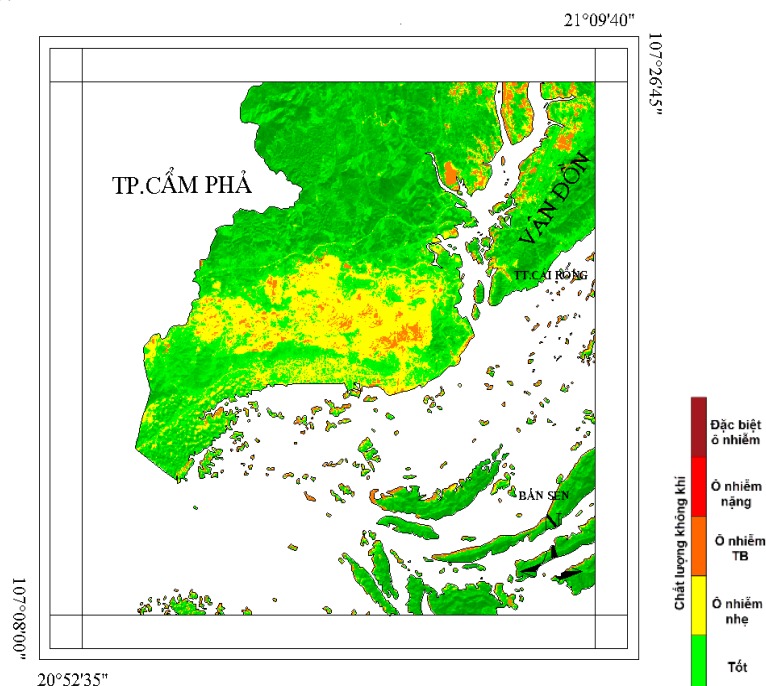 21°09'40"
107°26'45"
TP.CẨM PHẢ
VÂN ĐỒN
TT.CÁI RỒNG
BẢN SEN
107°08'00"
20°52'35"
Chất lượng không khí
Đặc biệt
ô nhiễm
Ô nhiễm
nặng
Ô nhiễm
TB
Ô nhiễm
nhẹ
Tốt